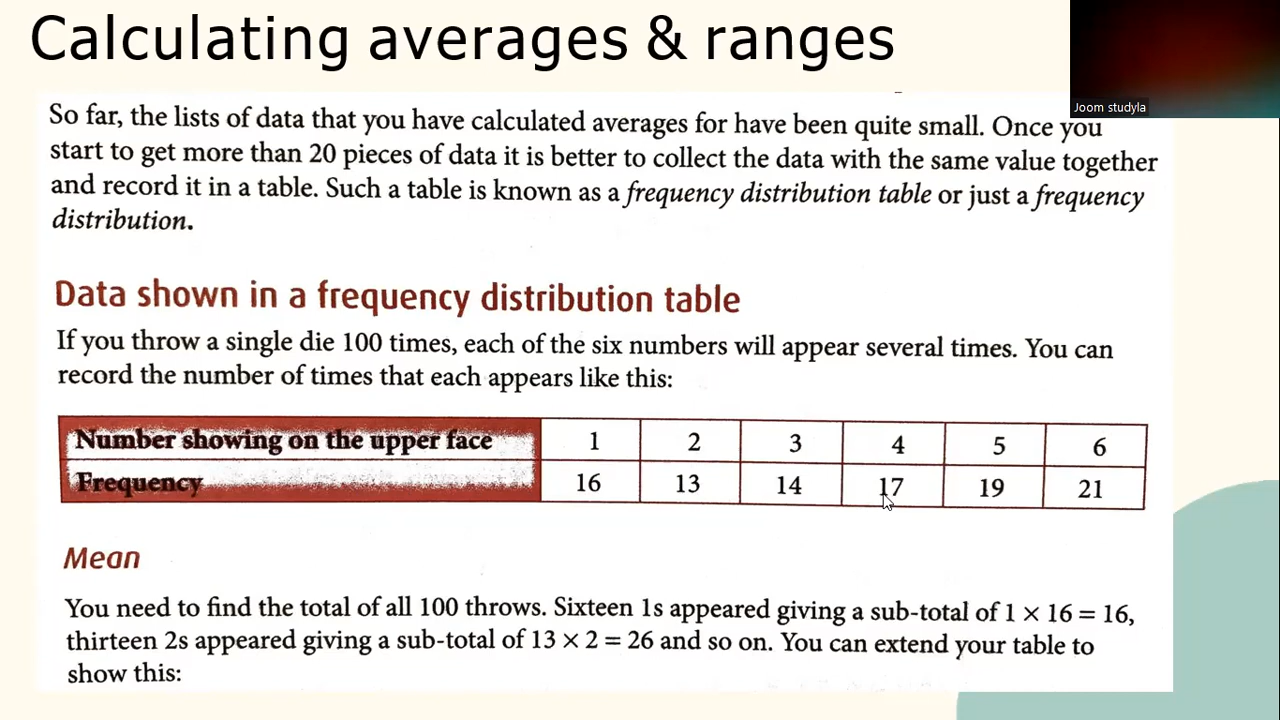 Calculating averages & ranges
Joom studyla
So far, the lists of data that you have calculated averages for have been quite small. Once you
start to get more than 20 pieces of data it is better to collect the data with the same value together
and record it in a table. Such a table is known as a frequency distribution table or just a frequency
distribution.
Data shown in a frequency distribution table
If you throw a single die 100 times, each of the six numbers will appear several times. You can
record the number of times that each appears like this:
Number showing on the upper face 1 2 3 4 5 6
Frequency 16 13 14 17 19 21
Mean
You need to find the total of all 100 throws. Sixteen 1s appeared giving a sub-total of 1 × 16 = 16,
thirteen 2s appeared giving a sub-total of 13 × 2 = 26 and so on. You can extend your table to
show this: